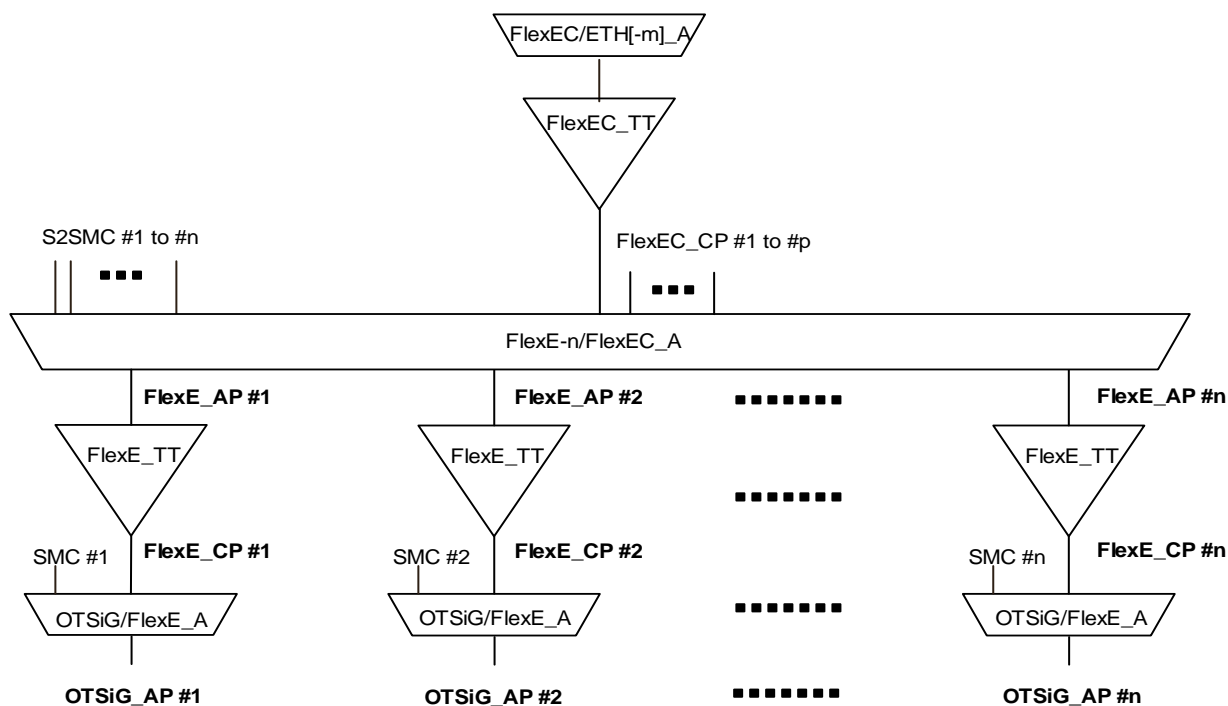 FlexEC/ETH[-m]_A
FlexEC_TT
S2SMC #1 to #n
FlexEC_CP #1 to #p
FlexE-n/FlexEC_A
FlexE_AP #1
FlexE_AP #2
FlexE_AP #n
FlexE_TT
FlexE_TT
FlexE_TT
SMC #1
FlexE_CP #1
SMC #2
FlexE_CP #2
SMC #n
FlexE_CP #n
OTSiG/FlexE_A
OTSiG/FlexE_A
OTSiG/FlexE_A
OTSiG_AP #1
OTSiG_AP #2
OTSiG_AP #n